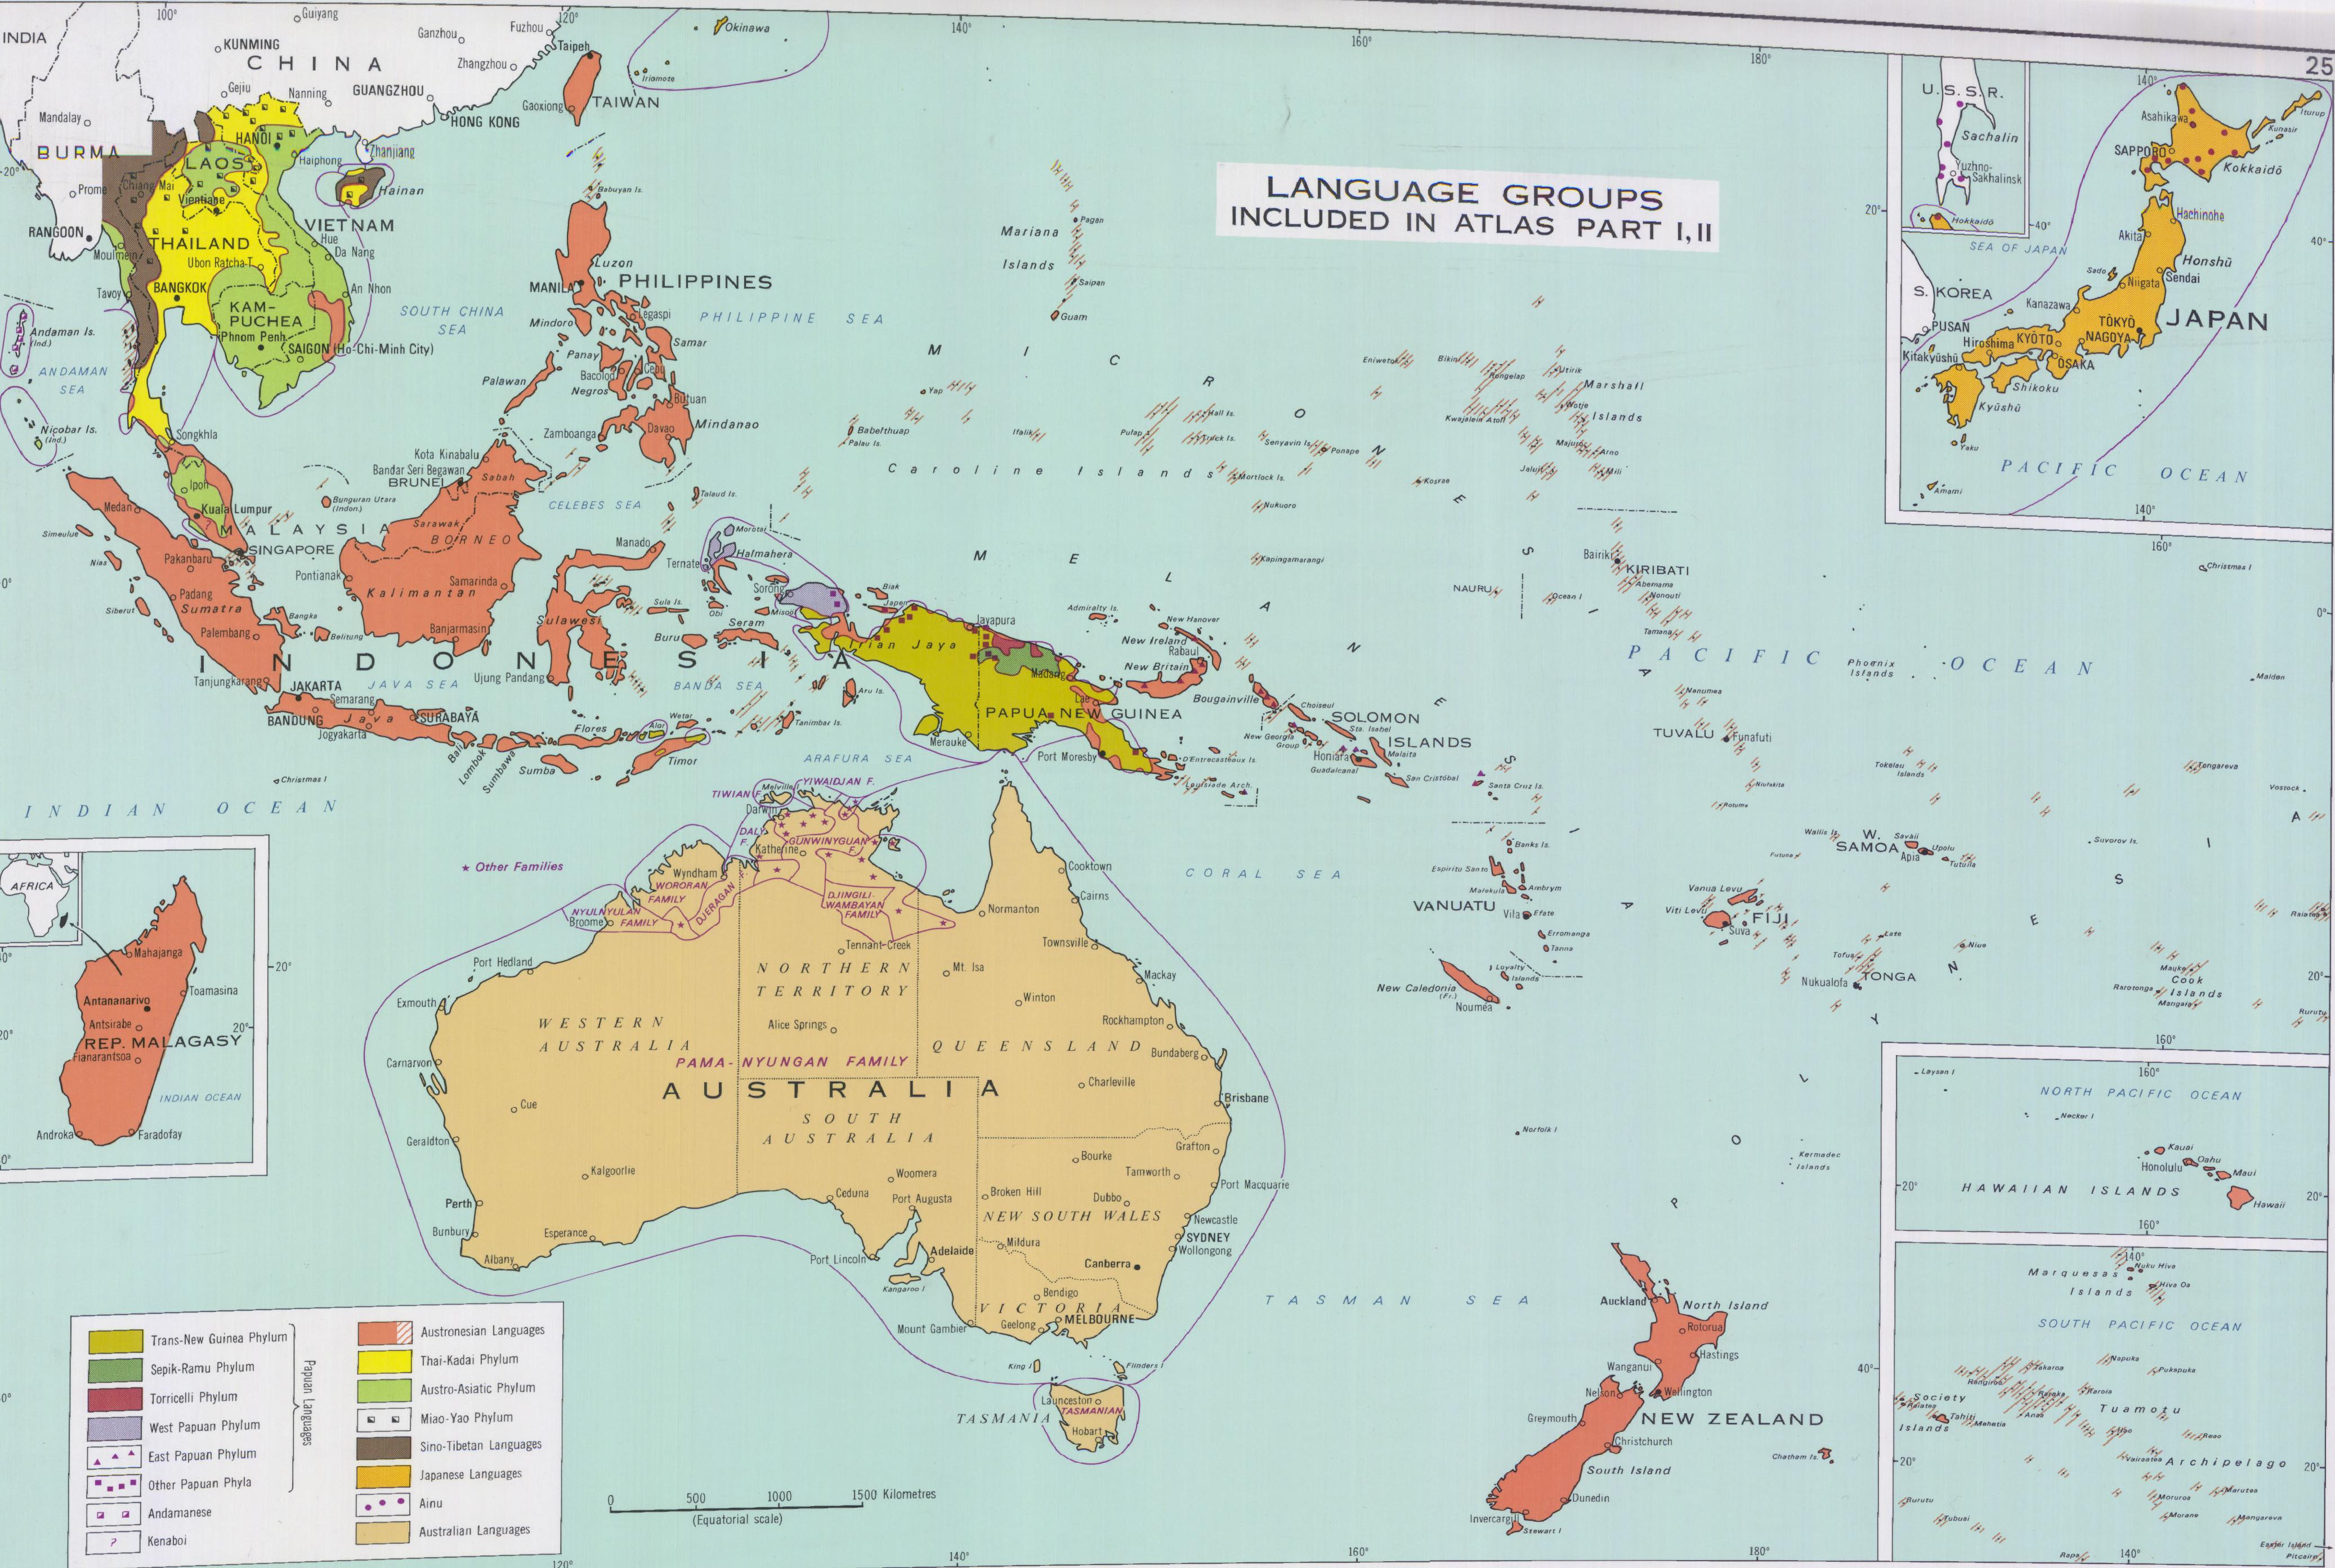 25
LANGUAGE GROUPS
INCLUDED IN ATLAS PART I, II
100°
120°
140°
160°
180°
INDIA
Guiyang
KUNMING
CHINA
Ganzhou
Fuzhou
Taipeh
Zhangzhou
Gejiu
Nanning
GUANGZHOU
Gaoxiong
TAIWAN
HONG KONG
Okinawa
Iriomote
Mandalay
BURMA
HANOI
Haiphong
Zhanjiang
LAOS
20°
Prome
Chiang Mai
Vientiane
Hainan
RANGOON
VIETNAM
THAILAND
Hue
Da Nang
Moulmein
Ubon Ratcha-T.
Tavoy
BANGKOK
An Nhon
KAM-
PUCHEA
Phnom Penh
SAIGON (Ho-Chi-Minh City)
Andaman Is.
(Ind.)
ANDAMAN
SEA
Nicobar Is.
(Ind.)
SOUTH CHINA
SEA
Babuyan Is.
Luzon
MANILA
PHILIPPINES
Legaspi
Mindoro
PHILIPPINE SEA
Samar
Panay
Bacolod
Cebu
Palawan
Negros
Butuan
Mindanao
Zamboanga
Davao
Mariana
Islands
Pagan
Saipan
Guam
MICRONESIA
Yap
Babelthuap
Palau Is.
Ifalik
Pulap
Hall Is.
Truck Is.
Senyavin Is.
Ponape
Caroline Islands
Mortlock Is.
Kosrae
Nukuoro
Kapingamarangi
Eniwetok
Bikini
Rongelap
Utirik
Marshall
Islands
Wotje
Kwajalein Atoll
Majuro
Arno
Jaluit
Mili
Songkhla
Ipoh
Kuala Lumpur
?
MALAYSIA
SINGAPORE
Bunguran Utara
(Indon.)
Kota Kinabalu
Bandar Seri Begawan
BRUNEI
Sabah
Sarawak
BORNEO
CELEBES SEA
Talaud Is.
Medan
Simeulue
Nias
Pakanbaru
Siberut
Padang
Sumatra
Palembang
Bangka
Belitung
Tanjungkarang
Pontianak
Samarinda
Kalimantan
Banjarmasin
Manado
Sulawesi
Ujung Pandang
Morotai
Halmahera
Ternate
Sula Is.
Obi
Buru
Seram
Sorong
Misool
Biak
Japen
Jayapura
Irian Jaya
INDONESIA
JAKARTA
JAVA SEA
BANDUNG
Semarang
Java
SURABAYA
Jogyakarta
Bali
Lombok
Sumbawa
Sumba
Flores
Alor
Wetar
Timor
BANDA SEA
Tanimbar Is.
Aru Is.
Merauke
ARAFURA SEA
MELANESIA
Admiralty Is.
New Hanover
New Ireland
Rabaul
New Britain
Madang
Lae
PAPUA NEW GUINEA
Port Moresby
D'Entrecasteaux Is.
Louisiade Arch.
Bougainville
Choiseul
SOLOMON
ISLANDS
Sta. Isabel
New Georgia
Group
Honiara
Malaita
Guadalcanal
San Cristóbal
Santa Cruz Is.
NAURU
Ocean I
Bairiki
KIRIBATI
Abemama
Nonouti
Tamana
PACIFIC OCEAN
Phoenix
Islands
Malden
Christmas I
Nanumea
TUVALU
Funafuti
Niulakita
Rotuma
Tokelau
Islands
Tongareva
Vostock
Wallis Is.
Futuna
W.
SAMOA
Savaii
Apia
Upolu
Tutuila
Suvorov Is.
POLYNESIA
Banks Is.
Espiritu Santo
Malekula
Ambrym
VANUATU
Vila
Efate
Erromanga
Tanna
Loyalty
Islands
New Caledonia
(Fr.)
Noumea
Vanua Levu
Viti Levu
FIJI
Suva
Late
Niue
Tofua
Nukualofa
TONGA
Mauke
Cook
Islands
Rarotonga
Mangaia
Raiatea
Rururu
Norfolk I
Kermadec
Islands
INDIAN OCEAN
Christmas I
AFRICA
Mahajanga
Toamasina
Antananarivo
Antsirabe
REP. MALAGASY
Fianarantsoa
INDIAN OCEAN
Androka
Faradofay
TIWIAN F.
YIWAIDJAN F.
Melville I
Darwin
DALY
F.
GUNWINYGUAN
F.
Katherine
★ Other Families
Wyndham
WORORAN
FAMILY
DJERAGAN
DJINGILI-
WAMBAYAN
FAMILY
NYULNYULAN
FAMILY
Broome
Tennant-Creek
Port Hedland
Exmouth
NORTHERN
TERRITORY
Alice Springs
WESTERN
AUSTRALIA
PAMA-NYUNGAN FAMILY
AUSTRALIA
SOUTH
AUSTRALIA
Carnarvon
Cue
Geraldton
Kalgoorlie
Perth
Bunbury
Albany
Esperance
Ceduna
Woomera
Port Augusta
Port Lincoln
Adelaide
Kangaroo I
Mount Gambier
CORAL SEA
Cooktown
Cairns
Normanton
Townsville
Mt. Isa
Mackay
Winton
Rockhampton
QUEENSLAND
Bundaberg
Charleville
Brisbane
Grafton
Bourke
Tamworth
Broken Hill
Dubbo
Port Macquarie
NEW SOUTH WALES
Newcastle
SYDNEY
Wollongong
Mildura
Canberra
Bendigo
VICTORIA
Geelong
MELBOURNE
King I
Flinders I
Launceston
TASMANIAN
TASMANIA
Hobart
TASMAN SEA
Auckland
North Island
Rotorua
Hastings
Wanganui
Nelson
Wellington
Greymouth
NEW ZEALAND
Christchurch
South Island
Chatham Is.
Dunedin
Invercargill
Stewart I
U.S.S.R.
Sachalin
Yuzhno-
Sakhalinsk
Hokkaidō
SEA OF JAPAN
Asahikawa
Iturup
Kunasir
SAPPORO
Kokkaidō
Hachinohe
Akita
Honshū
Sendai
Sado
Niigata
Kanazawa
S. KOREA
PUSAN
TŌKYŌ
JAPAN
Hiroshima
KYŌTO
NAGOYA
Kitakyūshū
ŌSAKA
Shikoku
Kyūshū
Yaku
Amami
PACIFIC OCEAN
Laysan I
NORTH PACIFIC OCEAN
Necker I
Kauai
Oahu
Honolulu
Maui
HAWAIIAN ISLANDS
Hawaii
Marquesas
Islands
Nuku Hiva
Hiva Oa
SOUTH PACIFIC OCEAN
Napuka
Pukapuka
Takaroa
Rangiroa
Raroia
Society
Islands
Raiatea
Tahiti
Mehetia
Anaa
Tuamotu
Hao
Reao
Vairaatea
Archipelago
Moruroa
Marutea
Rurutu
Tubuai
Murane
Mangareva
Rapa
Easter Island
Pitcairn
Trans-New Guinea Phylum
Sepik-Ramu Phylum
Torricelli Phylum
West Papuan Phylum
East Papuan Phylum
Other Papuan Phyla
Papuan Languages
Andamanese
? Kenaboi
Austronesian Languages
Thai-Kadai Phylum
Austro-Asiatic Phylum
Miao-Yao Phylum
Sino-Tibetan Languages
Japanese Languages
Ainu
Australian Languages
0 500 1000 1500 Kilometres
(Equatorial scale)
120°
140°
160°
180°